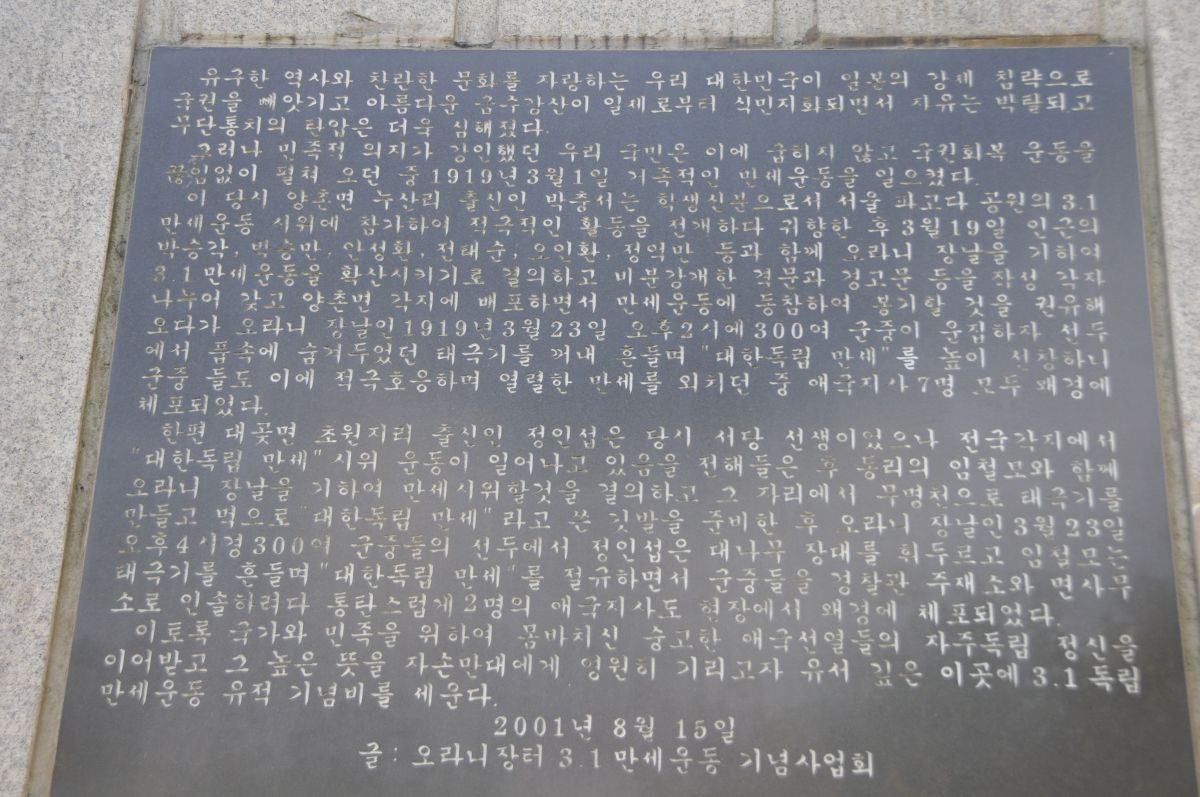 유구한 역사와 찬란한 문화를 자랑하는 우리 대한민국이 일본의 강제 침략으로
국권을 빼앗기고 아름다운 금수강산이 일제로부터 식민지화되면서 자유는 박탈되고
무단통치의 탄압은 더욱 심해졌다.
그러나 민족적 의지가 강인했던 우리 국민은 이에 굽히지 않고 국권회복 운동을
끊임없이 펼쳐 오던 중 1919년3월1일 거족적인 만세운동을 일으켰다.
이 당시 양촌면 누산리 출신인 박충서는 학생신분으로서 서울 파고다 공원의 3.1
만세운동 시위에 참가하여 적극적인 활동을 전개하다 귀향한 후 3월19일 인근의
박승각, 박승만, 안성환, 전태순, 오인환, 정억만 등과 함께 오라니 장날을 기하여
3.1만세운동을 확산시키기로 결의하고 비분강개한 격문과 경고문 등을 작성 각자
나누어 갖고 양촌면 각지에 배포하면서 만세운동에 동참하여 봉기할 것을 권유해
오다가 오라니 장날인1919년3월23일 오후2시에300여 군중이 운집하자 선두
에서 품속에 숨겨두었던 태극기를 꺼내 흔들며 "대한독립 만세"를 높이 선창하니
군중 들도 이에 적극호응하며 열렬한 만세를 외치던 중 애국지사7명 모두 왜경에
체포되었다.
한편 대곶면 초원지리 출신인 정인섭은 당시 서당 선생이었으나 전국각지에서
"대한독립 만세"시위 운동이 일어나고 있음을 전해들은 후 동리의 임철모와 함께
오라니 장날을 기하여 만세시위할것을 결의하고 그 자리에서 무명천으로 태극기를
만들고 먹으로"대한독립 만세"라고 쓴 깃발을 준비한 후 오라니 장날인3월23일
오후4시경300여 군중들의 선두에서 정인섭은 대나무 장대를 휘두르고 임철모는
태극기를 흔들며"대한독립 만세"를 절규하면서 군중들을 경찰관 주재소와 면사무
소로 인솔하려다 통탄스럽게2명의 애국지사도 현장에서 왜경에 체포되었다.
이토록 국가와 민족을 위하여 몸바치신 숭고한 애국선열들의 자주독립 정신을
이어받고 그 높은 뜻을 자손만대에게 영원히 기리고자 유서 깊은 이곳에 3.1독립
만세운동 유적 기념비를 세운다.
2001년 8월 15일
글 : 오라니장터 3.1만세운동 기념사업회